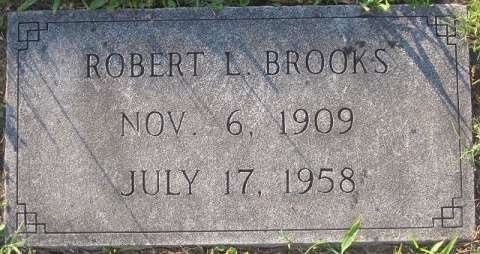 ROBERT L. BROOKS
NOV. 6, 1909
JULY 17, 1958